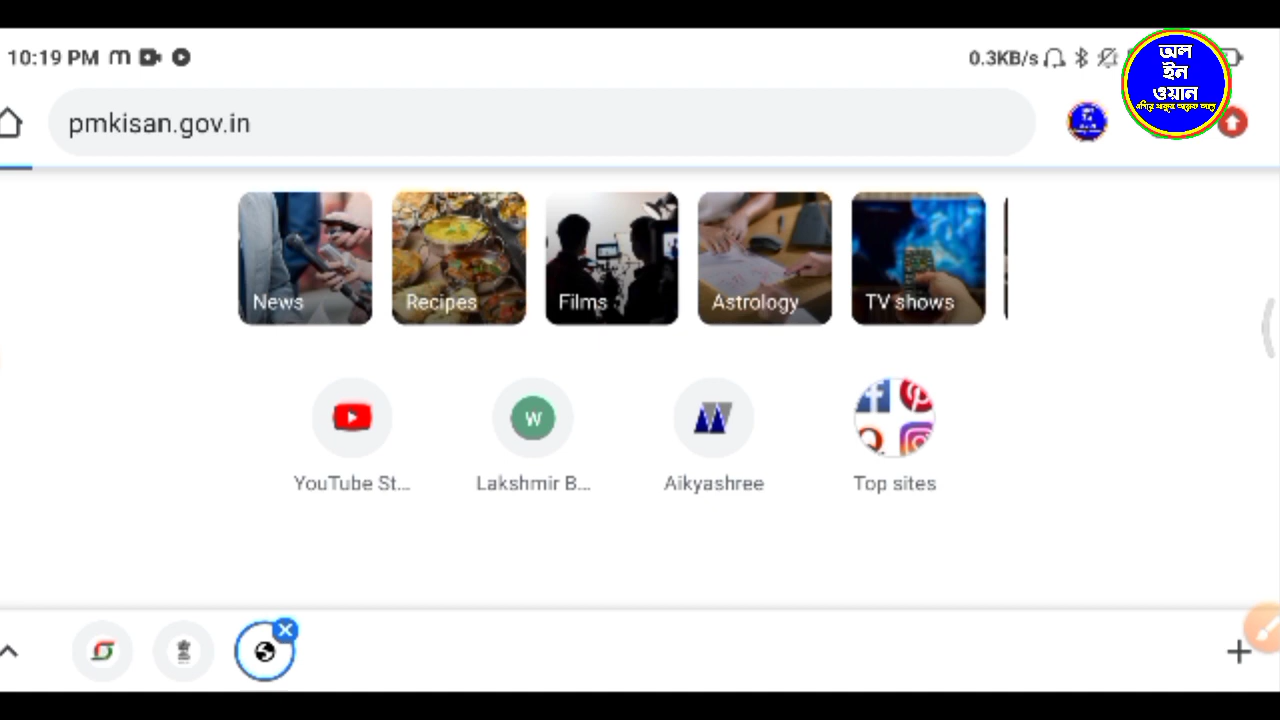 10:19 PM
0.3KB/s
অল
ইন
ওয়ান
pmkisan.gov.in
News
Recipes
Films
Astrology
TV shows
W
YouTube St...
Lakshmir B...
Aikyashree
Top sites